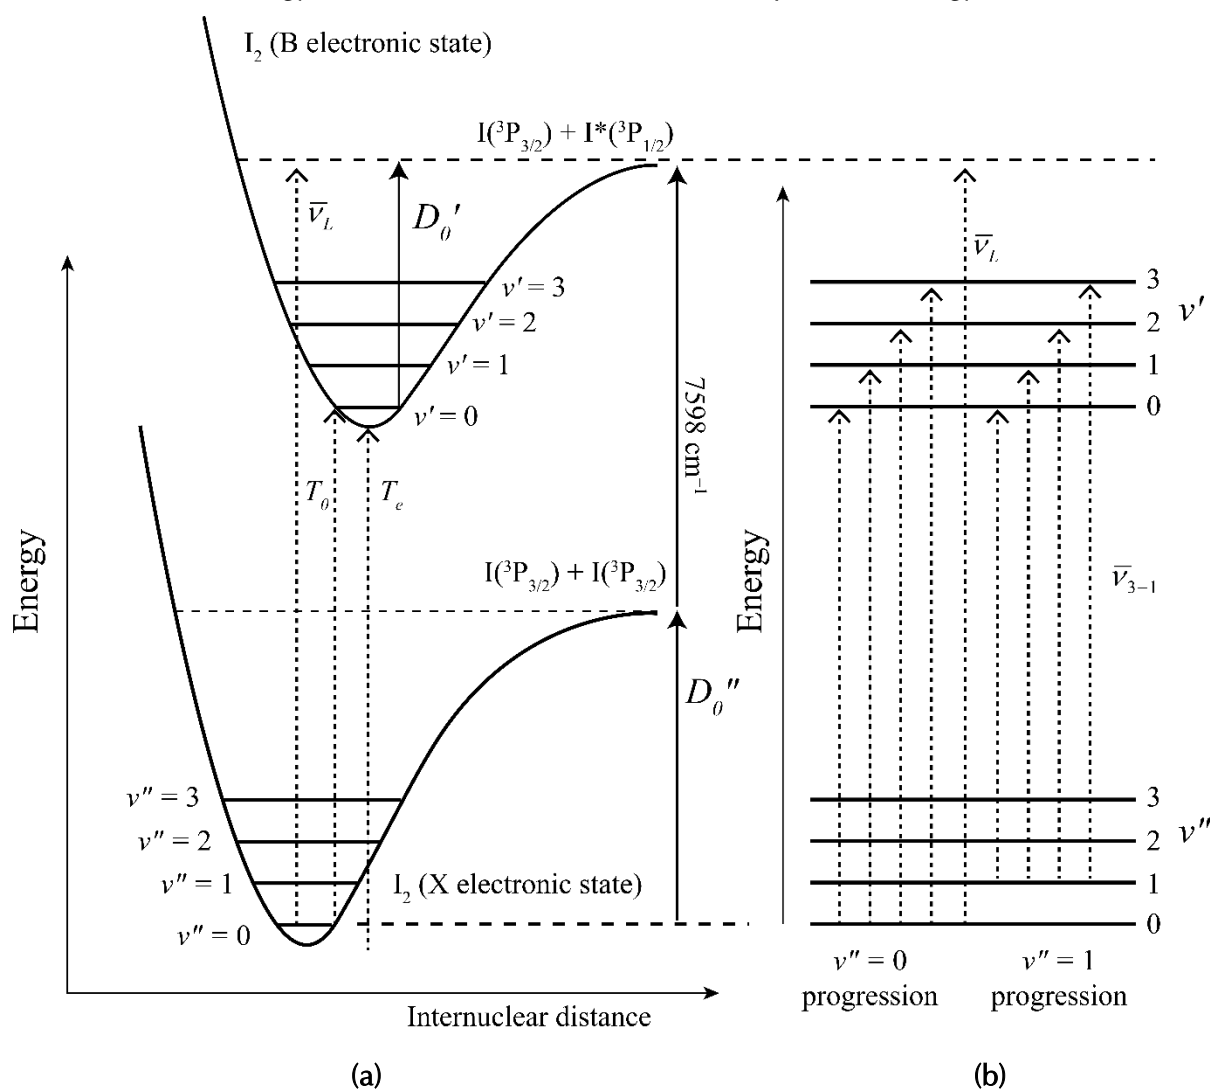 I₂ (B electronic state)
I(³P₃/₂) + I*(³P₁/₂)
ν̅_L
D₀′
v′ = 3
v′ = 2
v′ = 1
v′ = 0
T₀
Tₑ
7598 cm⁻¹
Energy
I(³P₃/₂) + I(³P₃/₂)
D₀″
v″ = 3
v″ = 2
v″ = 1
v″ = 0
I₂ (X electronic state)
Internuclear distance
(a)
Energy
ν̅_L
3
2
1
0
v′
ν̅₃₋₁
3
2
1
0
v″
v″ = 0
progression
v″ = 1
progression
(b)